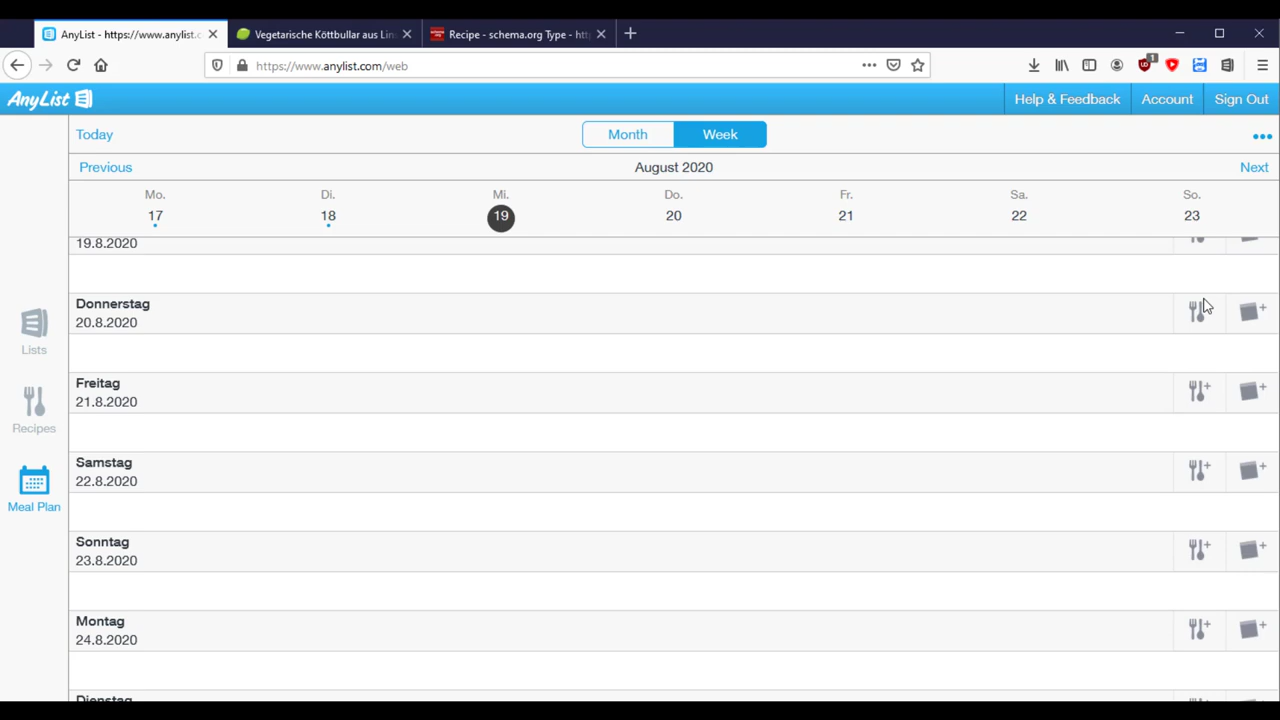 AnyList - https://www.anylist.c
Vegetarische Köttbullar aus Lin
Recipe - schema.org Type - htt
https://www.anylist.com/web
1
AnyList
Help & Feedback
Account
Sign Out
Today
Month
Week
Previous
August 2020
Next
Mo.
Di.
Mi.
Do.
Fr.
Sa.
So.
17
18
19
20
21
22
23
19.8.2020
Donnerstag
20.8.2020
Freitag
21.8.2020
Samstag
22.8.2020
Sonntag
23.8.2020
Montag
24.8.2020
Dienstag
Lists
Recipes
Meal Plan